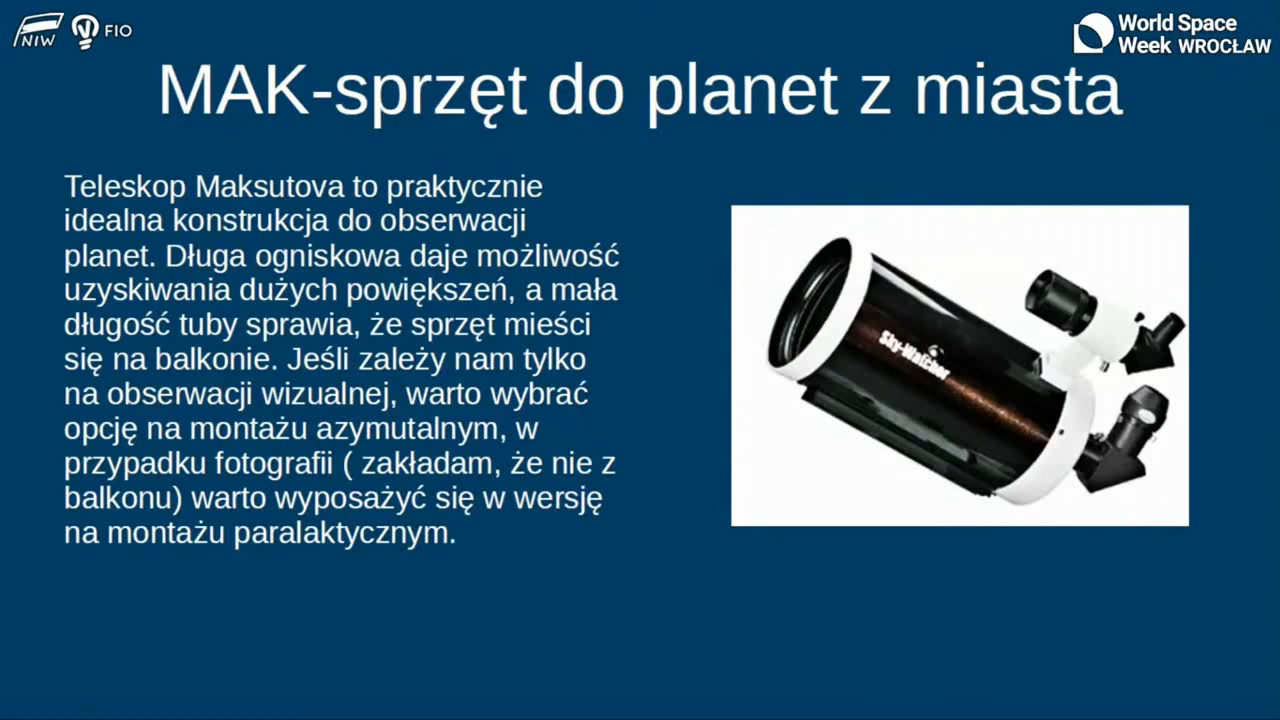 NIW
FIO
World Space
Week WROCŁAW
MAK-sprzęt do planet z miasta
Teleskop Maksutova to praktycznie
idealna konstrukcja do obserwacji
planet. Długa ogniskowa daje możliwość
uzyskiwania dużych powiększeń, a mała
długość tuby sprawia, że sprzęt mieści
się na balkonie. Jeśli zależy nam tylko
na obserwacji wizualnej, warto wybrać
opcję na montażu azymutalnym, w
przypadku fotografii ( zakładam, że nie z
balkonu) warto wyposażyć się w wersję
na montażu paralaktycznym.
Sky-Watcher